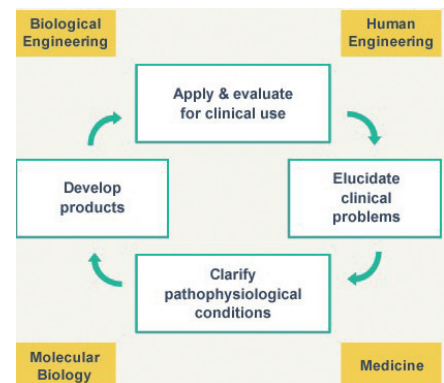 Biological
Engineering
Human
Engineering
Apply & evaluate
for clinical use
Develop
products
Elucidate
clinical
problems
Clarify
pathophysiological
conditions
Molecular
Biology
Medicine